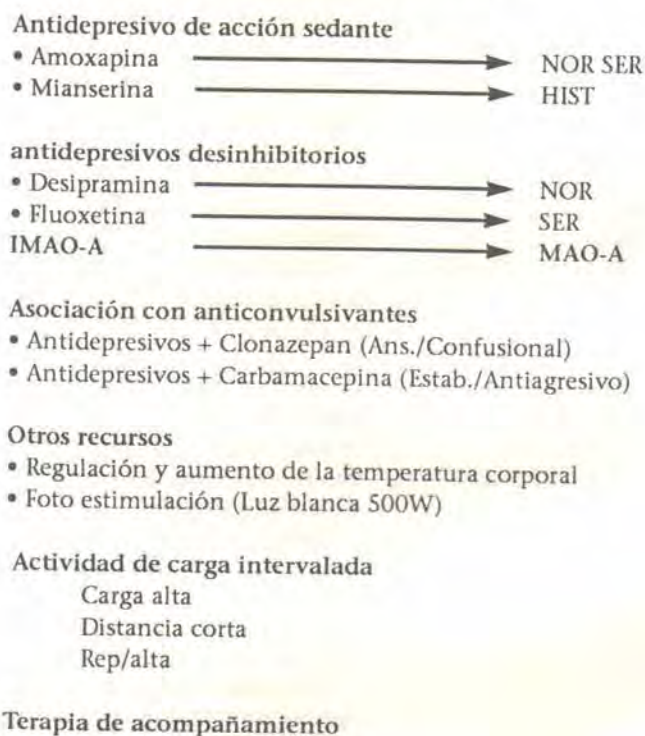 Antidepresivo de acción sedante
• Amoxapina NOR SER
• Mianserina HIST
antidepresivos desinhibitorios
• Desipramina NOR
• Fluoxetina SER
IMAO-A MAO-A
Asociación con anticonvulsivantes
• Antidepresivos + Clonazepan (Ans./Confusional)
• Antidepresivos + Carbamacepina (Estab./Antiagresivo)
Otros recursos
• Regulación y aumento de la temperatura corporal
• Foto estimulación (Luz blanca 500W)
Actividad de carga intervalada
Carga alta
Distancia corta
Rep/alta
Terapia de acompañamiento